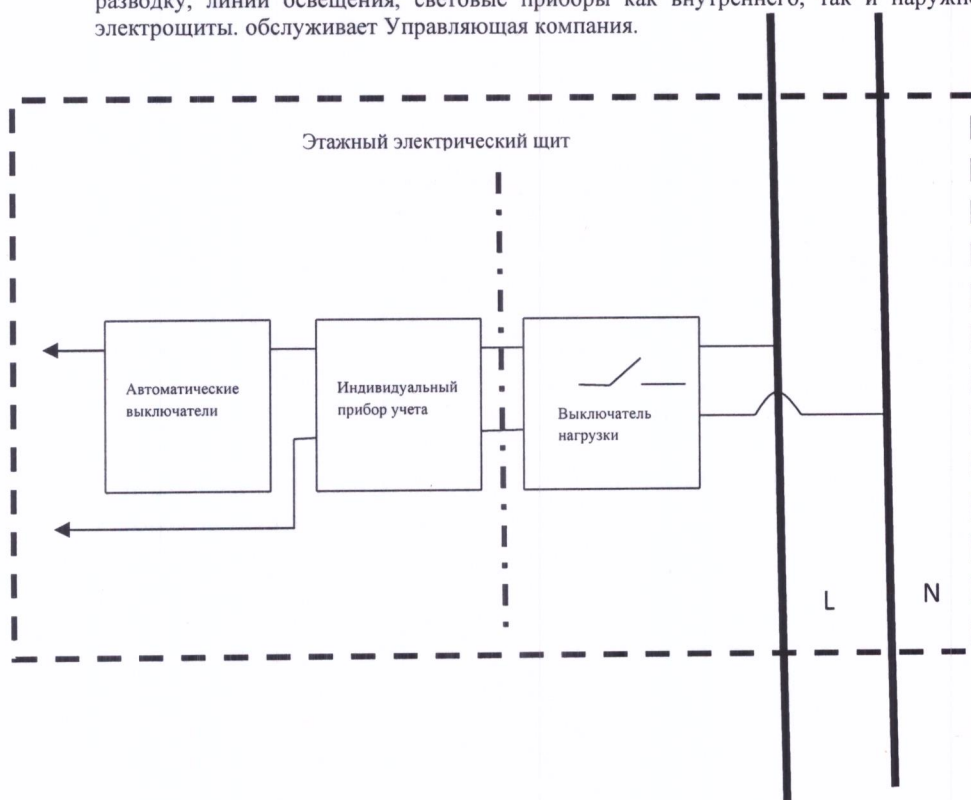 разводку, линии освещения, световые приборы как внутреннего, так и наружн
электрощиты. обслуживает Управляющая компания.
Этажный электрический щит
Автоматические
выключатели
Индивидуальный
прибор учета
Выключатель
нагрузки
L
N